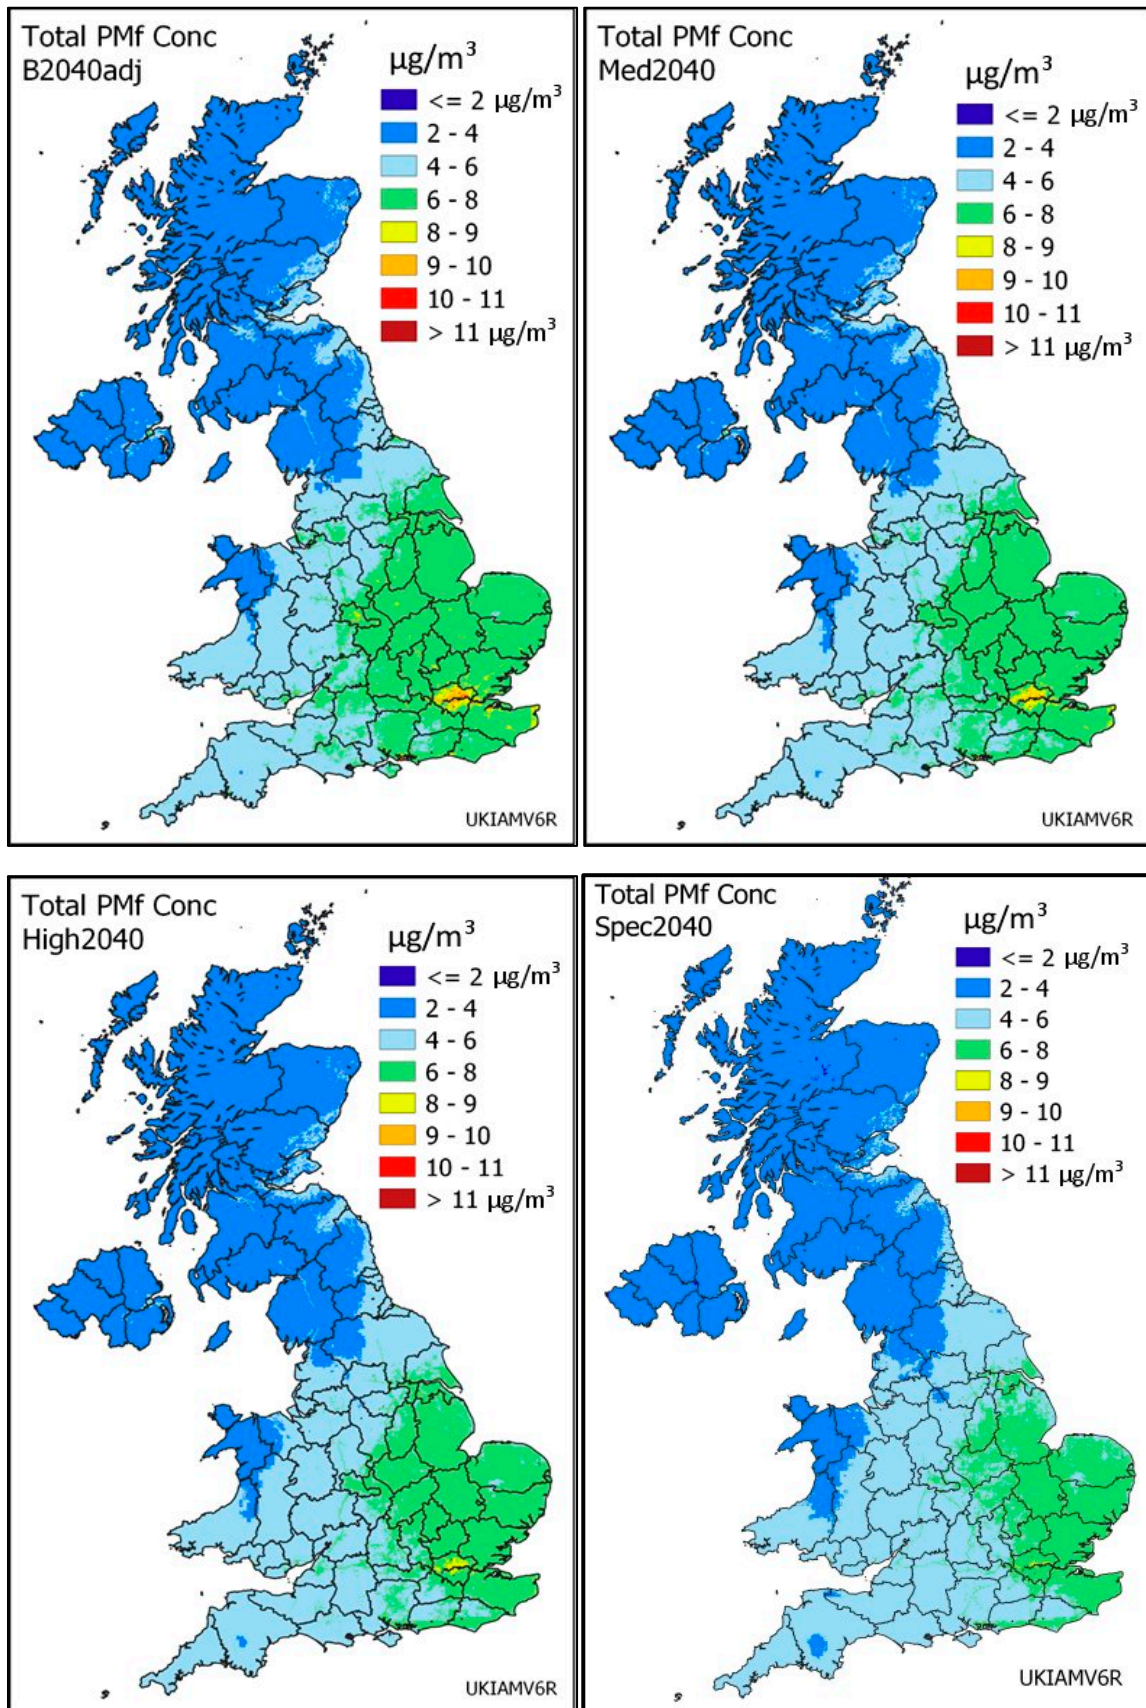 Total PMf Conc
B2040adj
µg/m³
<= 2 µg/m³
2 - 4
4 - 6
6 - 8
8 - 9
9 - 10
10 - 11
> 11 µg/m³
UKIAMV6R
Total PMf Conc
Med2040
µg/m³
<= 2 µg/m³
2 - 4
4 - 6
6 - 8
8 - 9
9 - 10
10 - 11
> 11 µg/m³
UKIAMV6R
Total PMf Conc
High2040
µg/m³
<= 2 µg/m³
2 - 4
4 - 6
6 - 8
8 - 9
9 - 10
10 - 11
> 11 µg/m³
UKIAMV6R
Total PMf Conc
Spec2040
µg/m³
<= 2 µg/m³
2 - 4
4 - 6
6 - 8
8 - 9
9 - 10
10 - 11
> 11 µg/m³
UKIAMV6R